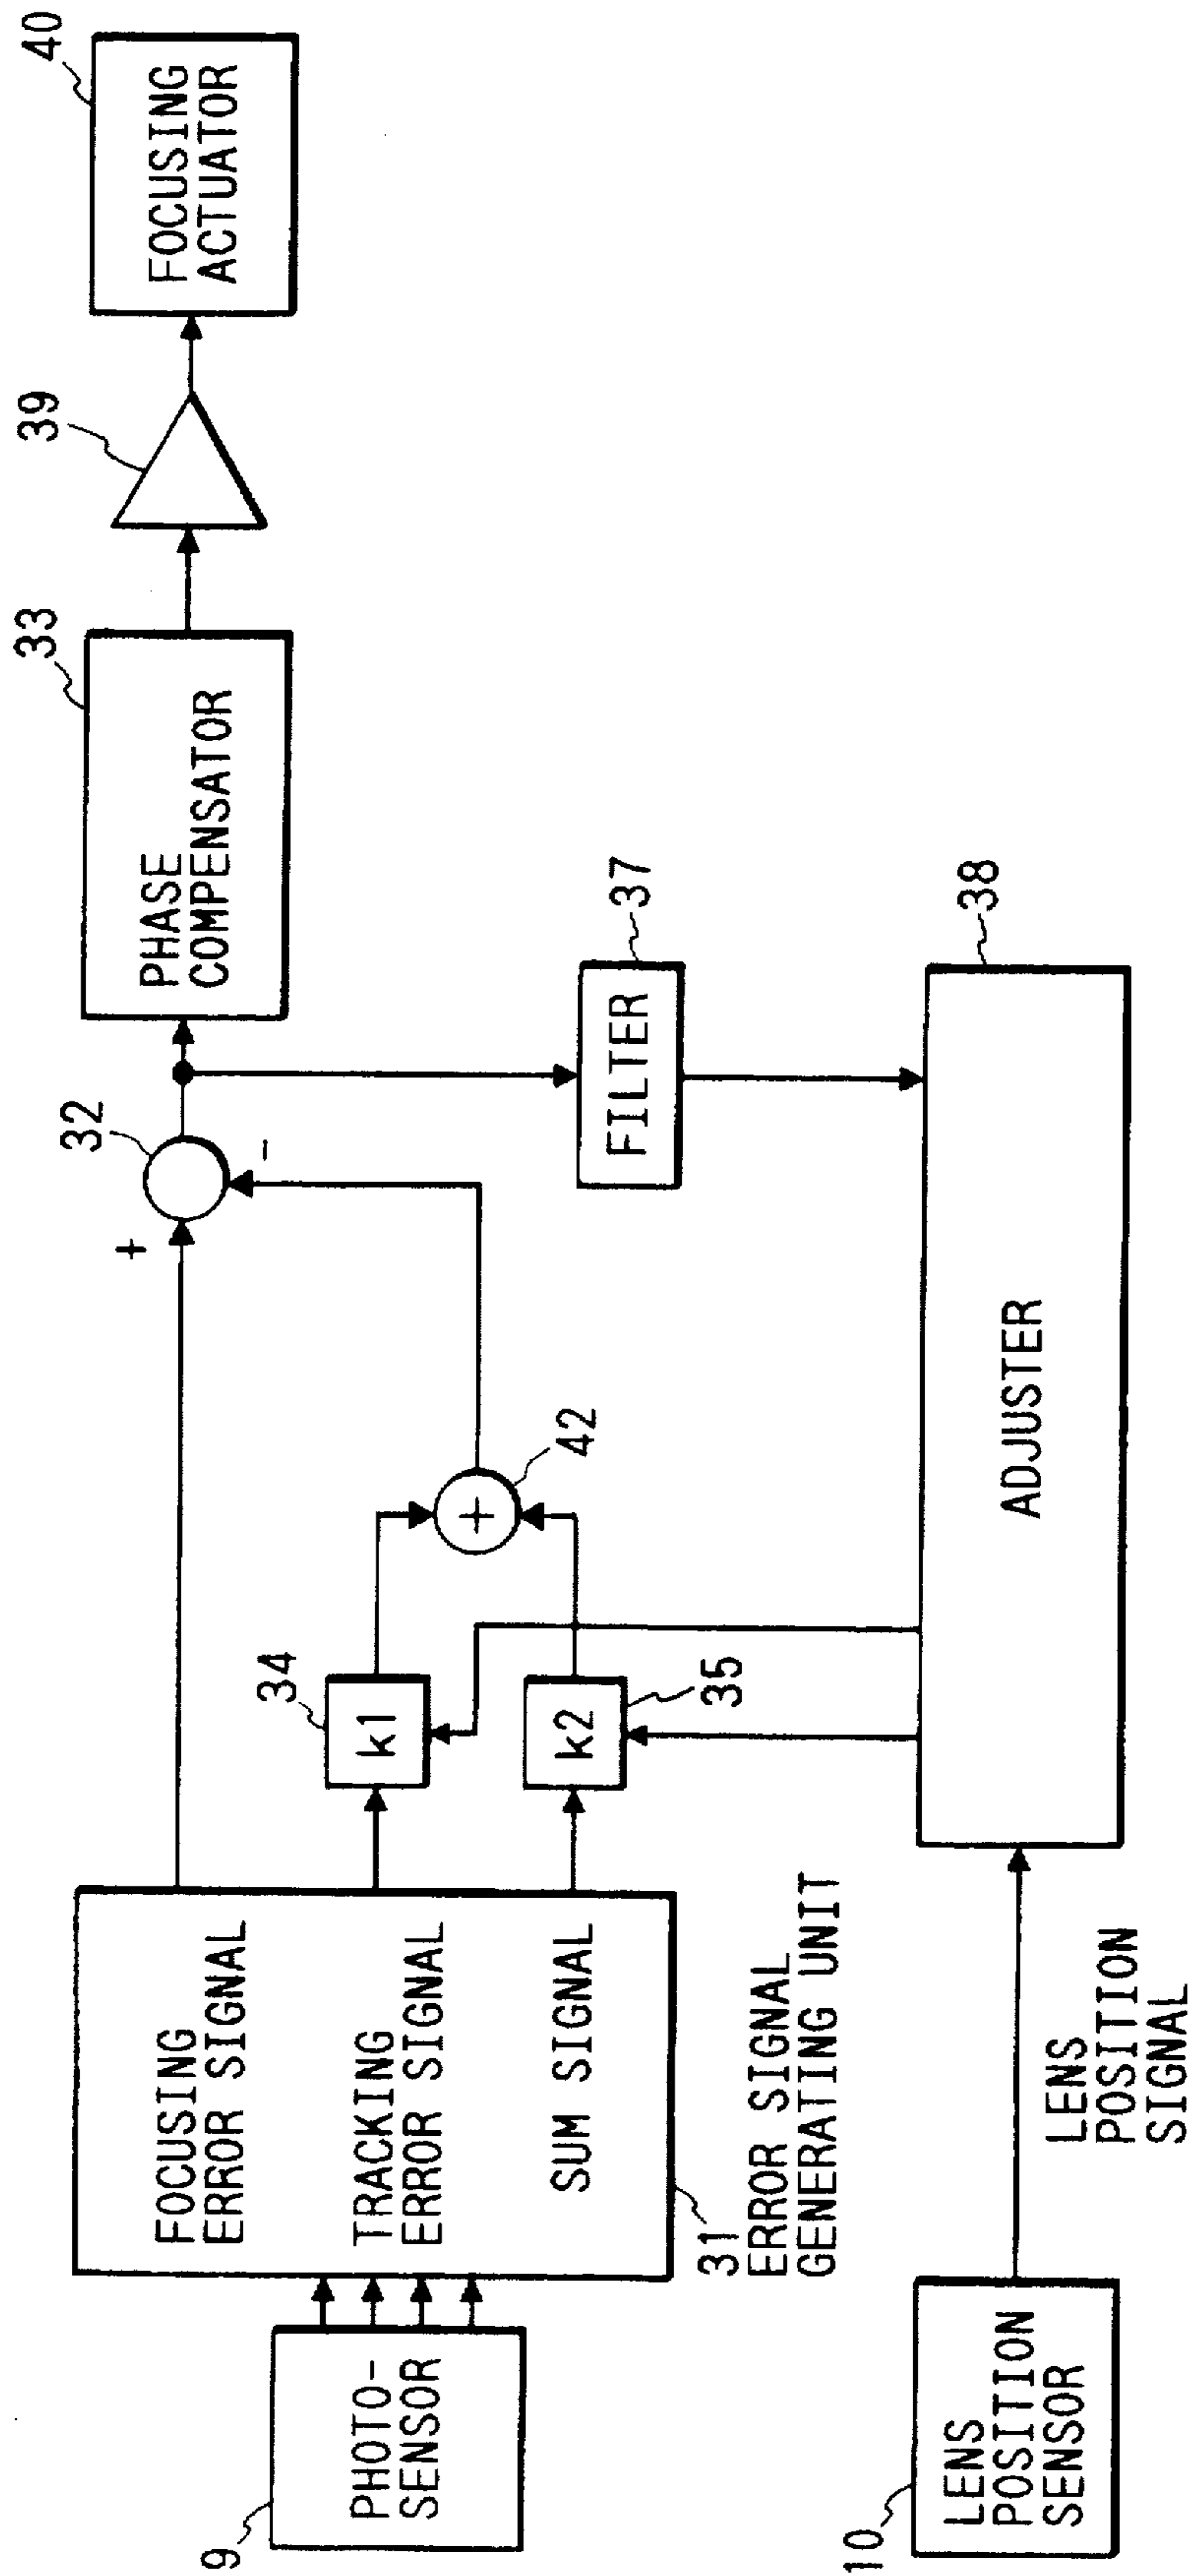 9
PHOTO-
SENSOR
FOCUSING
ERROR SIGNAL
TRACKING
ERROR SIGNAL
SUM SIGNAL
31
ERROR SIGNAL
GENERATING UNIT
34
k1
k2
35
+
42
+
-
32
33
PHASE
COMPENSATOR
39
40
FOCUSING
ACTUATOR
FILTER
37
10
LENS
POSITION
SENSOR
LENS
POSITION
SIGNAL
ADJUSTER
38